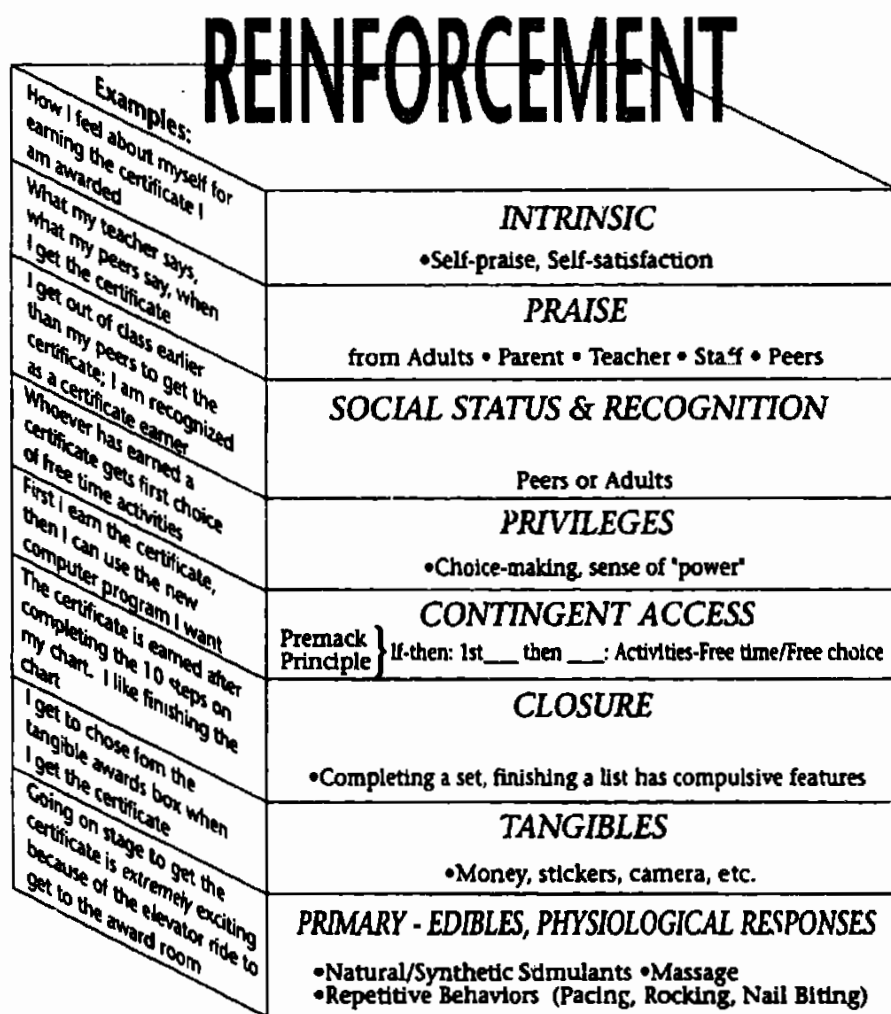 REINFORCEMENT
Examples:
How I feel about myself for
earning the certificate I
am awarded
What my teacher says,
what my peers say, when
I get the certificate
I get out of class earlier
than my peers to get the
certificate; I am recognized
as a certificate earner
Whoever has earned a
certificate gets first choice
of free time activities
First I earn the certificate,
then I can use the new
computer program I want
The certificate is earned after
completing the 10 steps on
my chart. I like finishing the
chart
I get to chose forn the
tangible awards box when
I get the certificate
Going on stage to get the
certificate is extremely exciting
because of the elevator ride to
get to the award room
INTRINSIC
•Self-praise, Self-satisfaction
PRAISE
from Adults • Parent • Teacher • Staff • Peers
SOCIAL STATUS & RECOGNITION
Peers or Adults
PRIVILEGES
•Choice-making, sense of "power"
CONTINGENT ACCESS
Premack
Principle } If-then: 1st___ then ___: Activities-Free time/Free choice
CLOSURE
•Completing a set, finishing a list has compulsive features
TANGIBLES
•Money, stickers, camera, etc.
PRIMARY - EDIBLES, PHYSIOLOGICAL RESPONSES
•Natural/Synthetic Stimulants •Massage
•Repetitive Behaviors (Pacing, Rocking, Nail Biting)